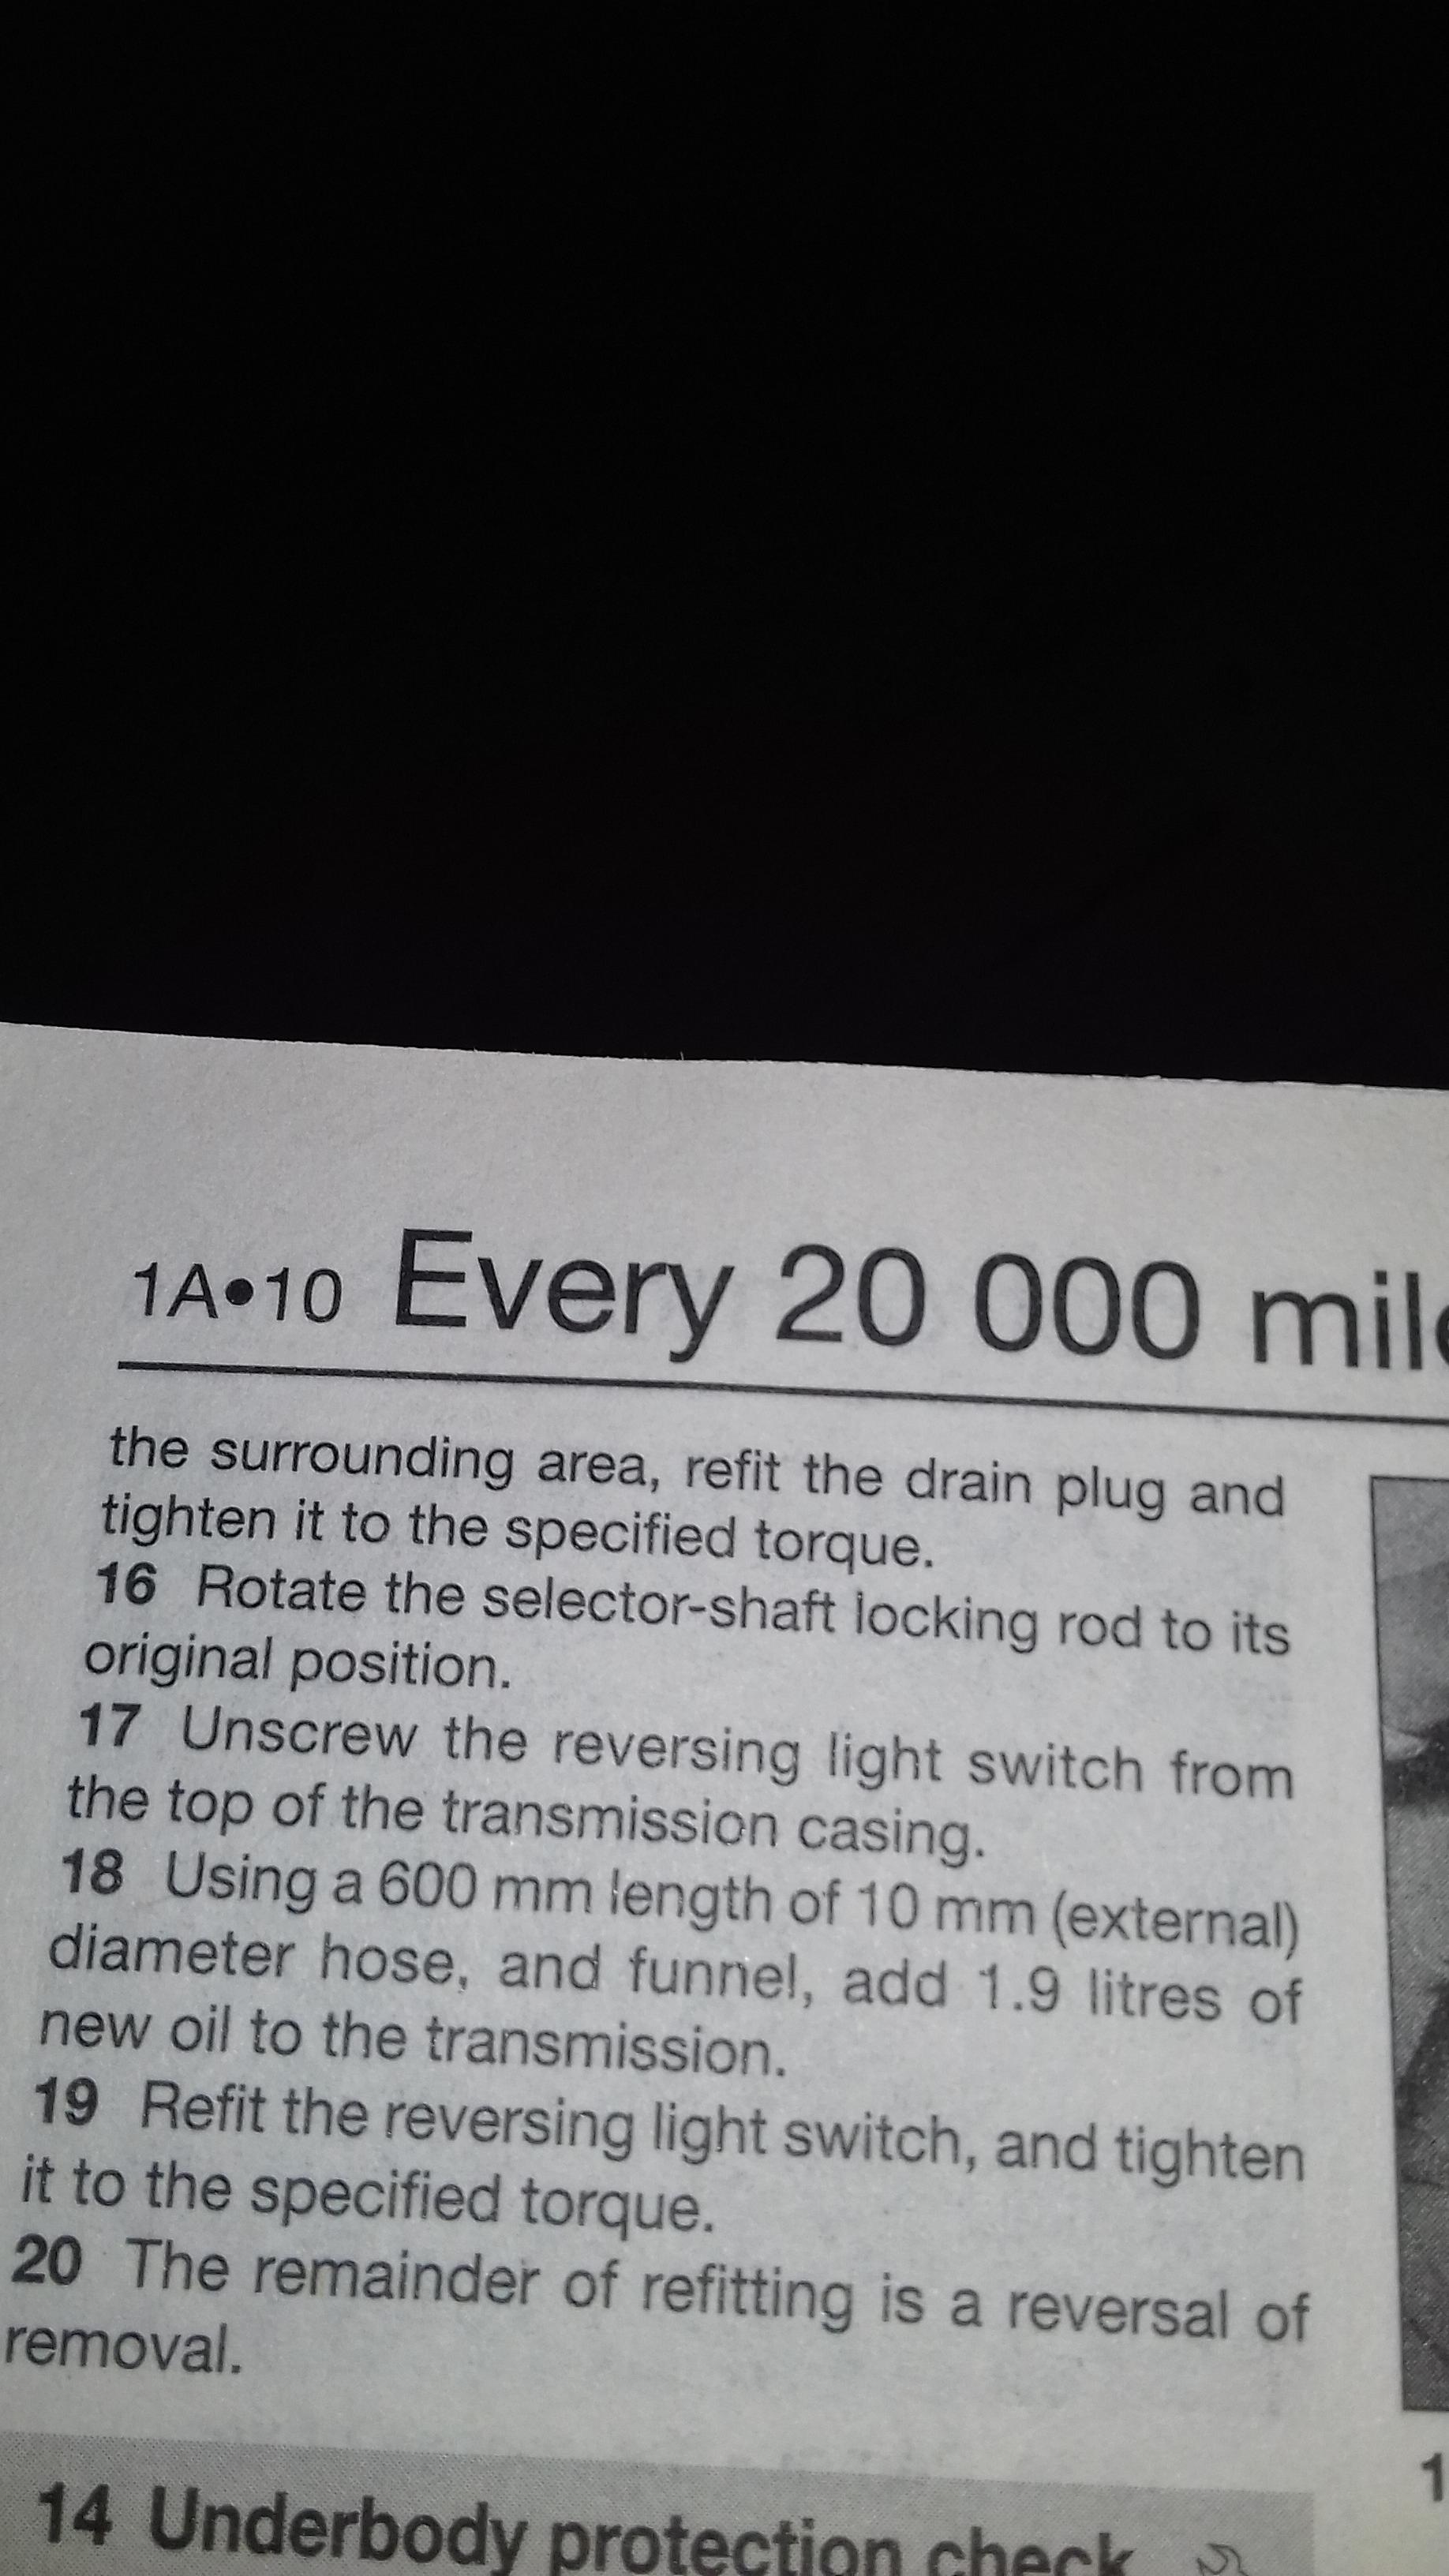 1A•10 Every 20 000
the surrounding area, refit the drain plug and
tighten it to the specified torque.
16 Rotate the selector-shaft locking rod to its
original position.
17 Unscrew the reversing light switch from
the top of the transmission casing.
18 Using a 600 mm length of 10 mm (external)
diameter hose, and funnel, add 1.9 litres of
new oil to the transmission.
19 Refit the reversing light switch, and tighten
it to the specified torque.
20 The remainder of refitting is a reversal of
removal.
14 Underbody protection check